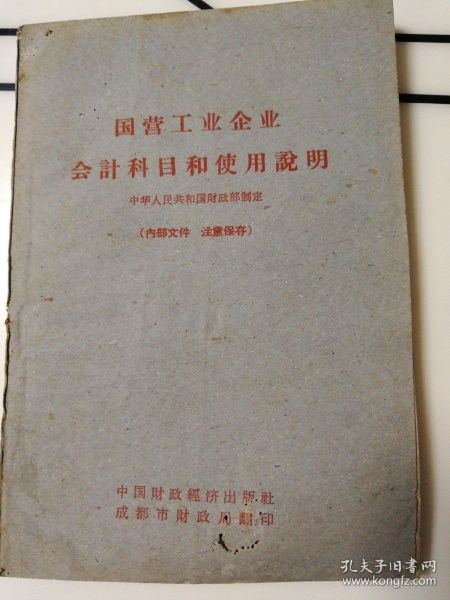 国营工业企业
会計科目和使用說明
中华人民共和国財政部制定
(內部文件 注意保存)
中国財政經济出版社
成都市財政局翻印
孔夫子旧书网
www.kongfz.com